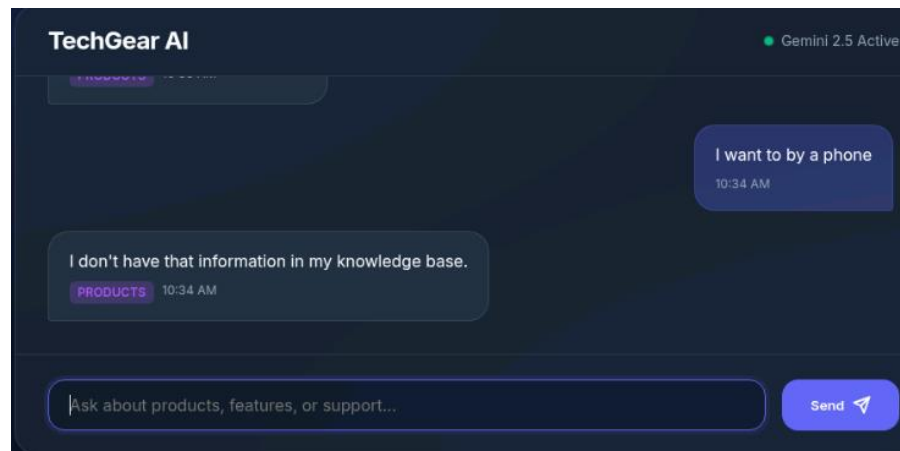 TechGear AI
Gemini 2.5 Active
PRODUCTS
I want to by a phone
10:34 AM
I don't have that information in my knowledge base.
PRODUCTS 10:34 AM
Ask about products, features, or support...
Send